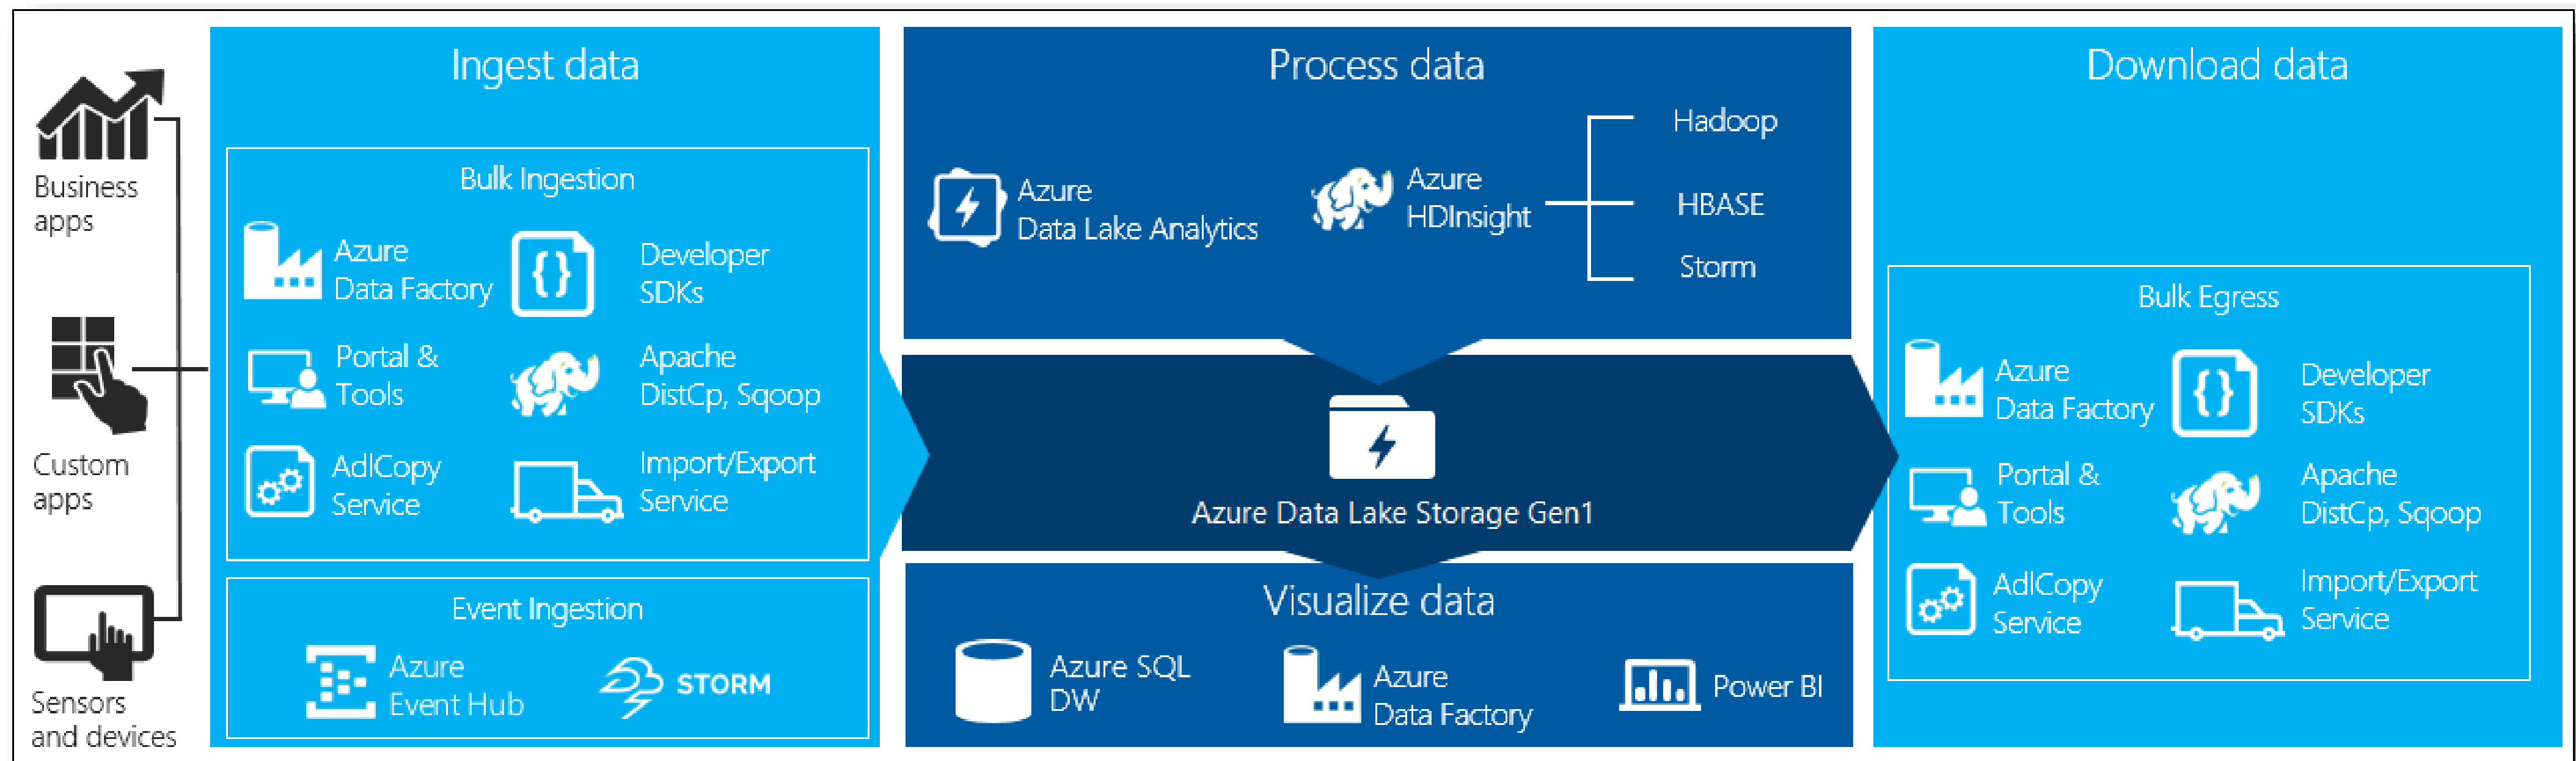 Business
apps
Custom
apps
Sensors
and devices
Ingest data
Bulk Ingestion
Azure
Data Factory
Developer
SDKs
Portal &
Tools
Apache
DistCp, Sqoop
AdlCopy
Service
Import/Export
Service
Event Ingestion
Azure
Event Hub
STORM
Process data
Azure
Data Lake Analytics
Azure
HDInsight
Hadoop
HBASE
Storm
Azure Data Lake Storage Gen1
Visualize data
Azure SQL
DW
Azure
Data Factory
Power BI
Download data
Bulk Egress
Azure
Data Factory
Developer
SDKs
Portal &
Tools
Apache
DistCp, Sqoop
AdlCopy
Service
Import/Export
Service